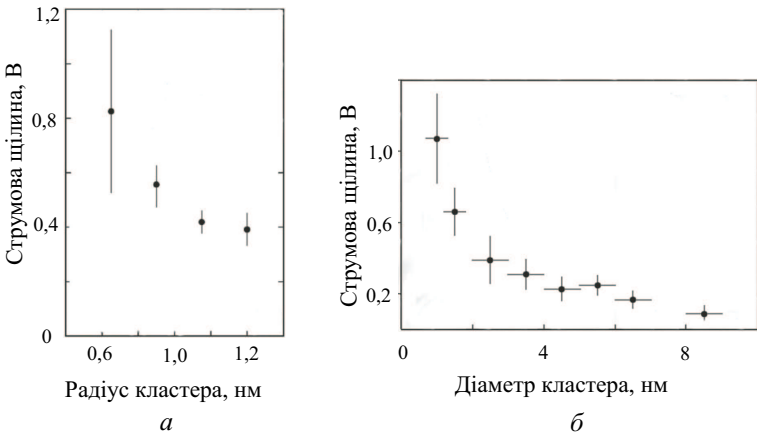 1,2
0,8
0,4
0
Струмова щілина, В
0,6
1,0
1,2
Радіус кластера, нм
а
1,0
0,6
0,2
Струмова щілина, В
0
4
8
Діаметр кластера, нм
б